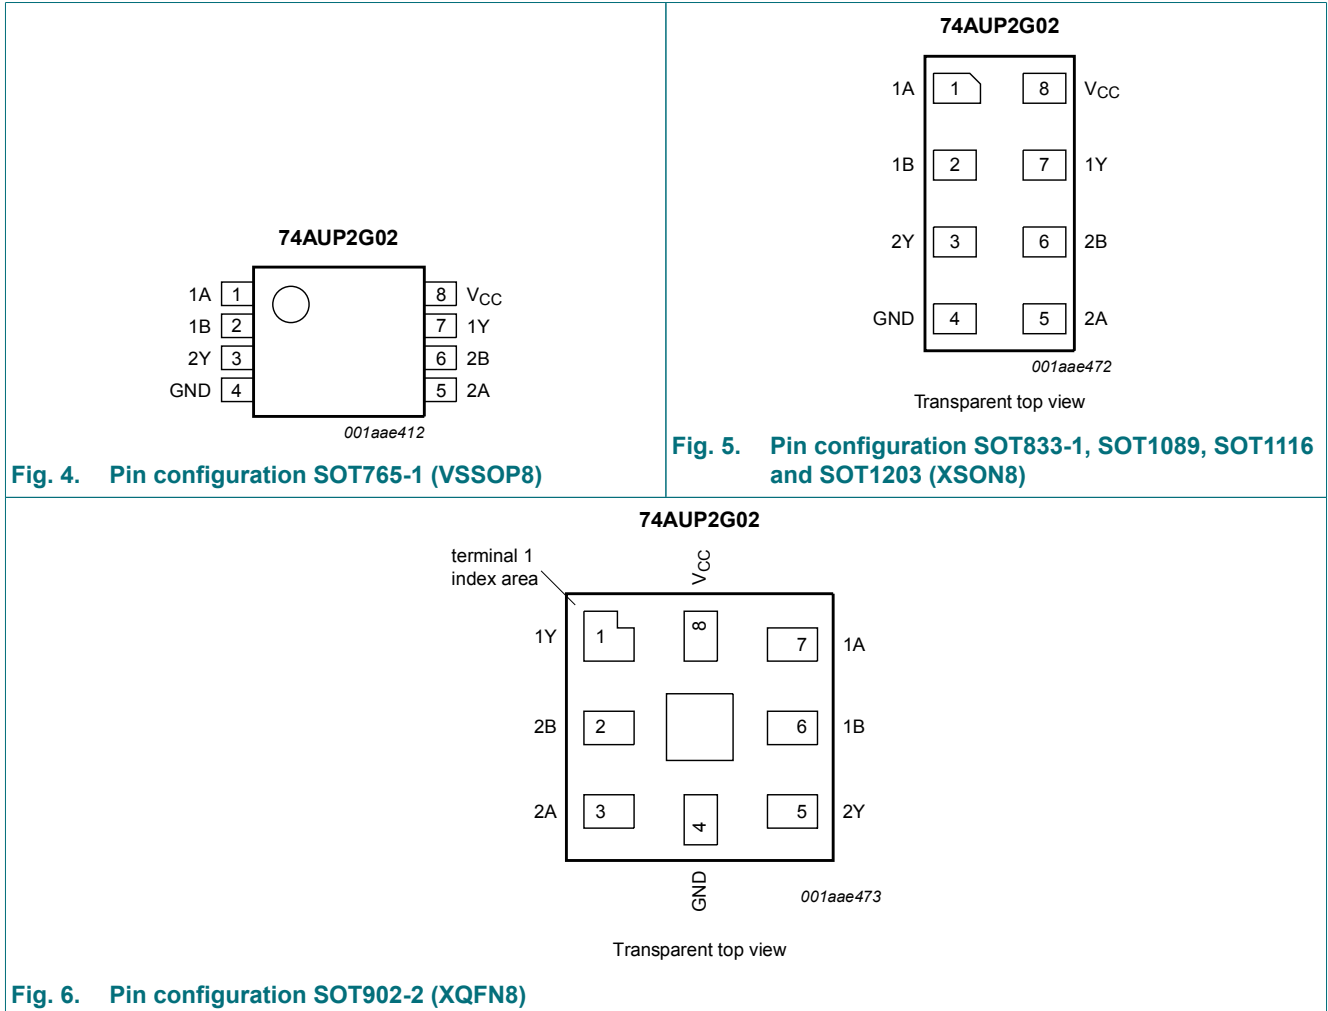 74AUP2G02
1A 1 8 VCC
1B 2 7 1Y
2Y 3 6 2B
GND 4 5 2A
001aae412
Fig. 4. Pin configuration SOT765-1 (VSSOP8)
74AUP2G02
1A 1 8 VCC
1B 2 7 1Y
2Y 3 6 2B
GND 4 5 2A
001aae472
Transparent top view
Fig. 5. Pin configuration SOT833-1, SOT1089, SOT1116
and SOT1203 (XSON8)
74AUP2G02
terminal 1
index area
VCC
1Y 1 8 7 1A
2B 2 6 1B
2A 3 4 5 2Y
GND
001aae473
Transparent top view
Fig. 6. Pin configuration SOT902-2 (XQFN8)